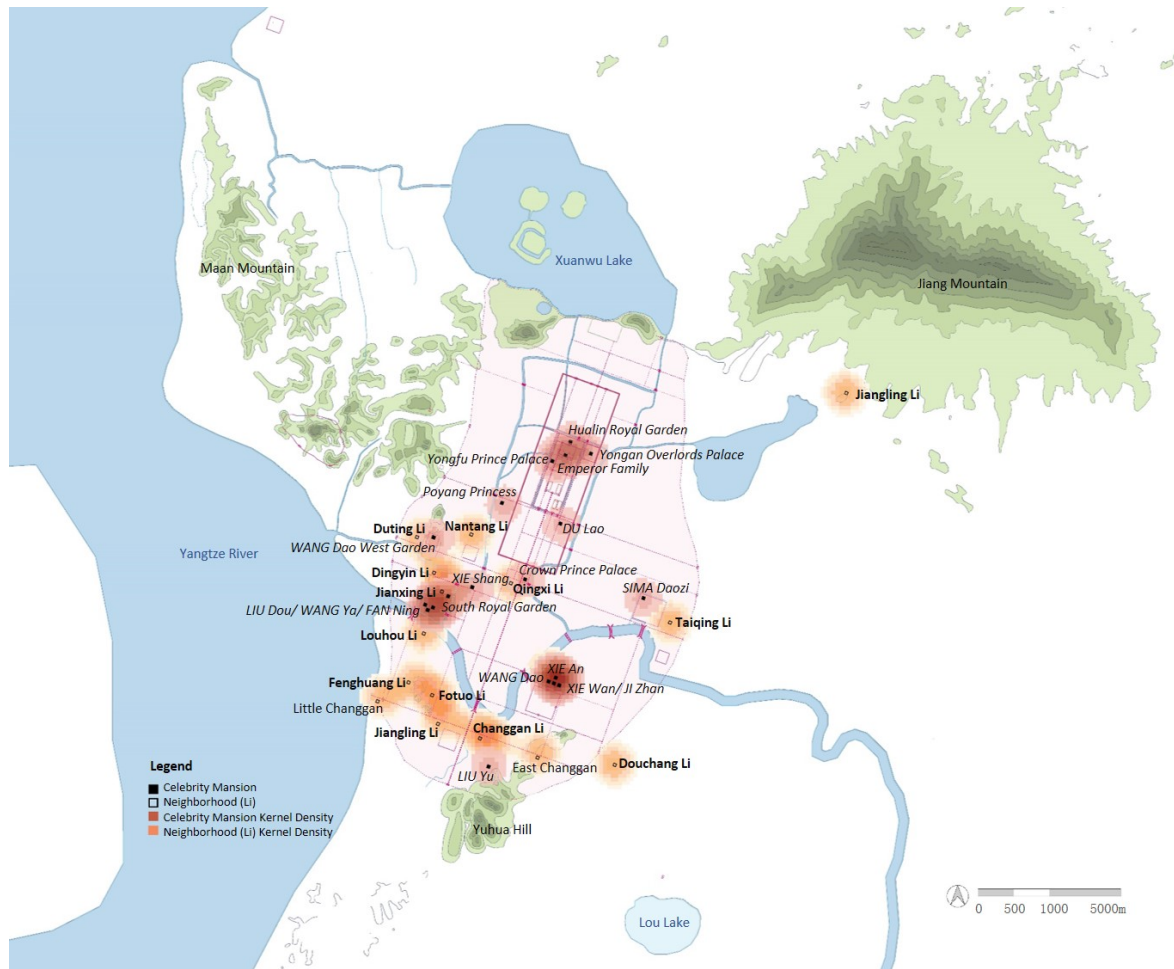 Xuanwu Lake
Maan Mountain
Jiang Mountain
Jiangling Li
Hualin Royal Garden
Yongfu Prince Palace
Yongan Overlords Palace
Emperor Family
Poyang Princess
Duting Li
Nantang Li
DU Lao
WANG Dao West Garden
Yangtze River
Dingyin Li
XIE Shang
Crown Prince Palace
Jianxing Li
Qingxi Li
SIMA Daozi
LIU Dou/ WANG Ya/ FAN Ning
South Royal Garden
Taiqing Li
Louhou Li
XIE An
WANG Dao
XIE Wan/ JI Zhan
Fenghuang Li
Fotuo Li
Little Changgan
Jiangling Li
Changgan Li
East Changgan
Douchang Li
LIU Yu
Legend
Celebrity Mansion
Neighborhood (Li)
Celebrity Mansion Kernel Density
Neighborhood (Li) Kernel Density
Yuhua Hill
Lou Lake
0 500 1000 5000m